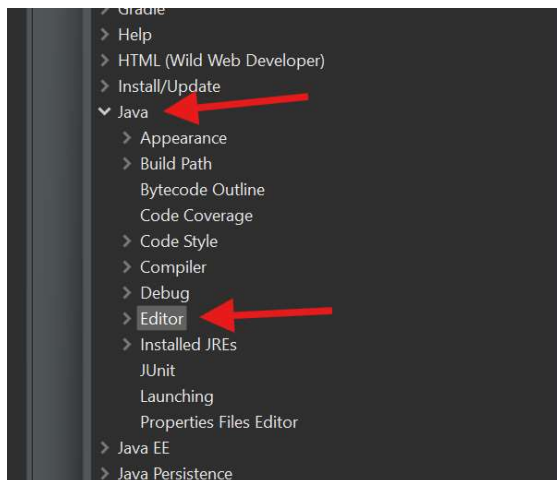 Gradle
Help
HTML (Wild Web Developer)
Install/Update
Java
Appearance
Build Path
Bytecode Outline
Code Coverage
Code Style
Compiler
Debug
Editor
Installed JREs
JUnit
Launching
Properties Files Editor
Java EE
Java Persistence